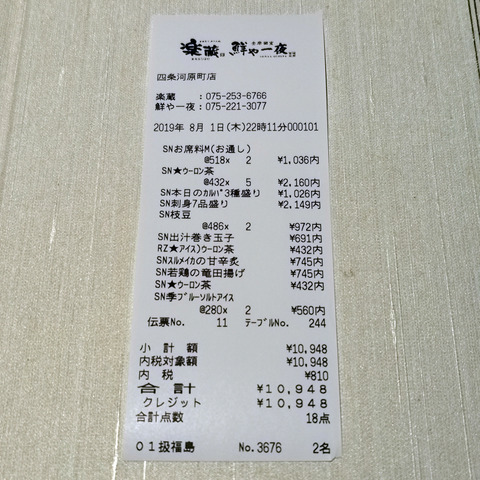 楽蔵 全席個室 鮮や一夜
四条河原町店
楽蔵 :075-253-6766
鮮や一夜:075-221-3077
2019年 8月 1日(木)22時11分000101
SNお席料M(お通し)
@518x 2 ¥1,036内
SN★ウーロン茶
@432x 5 ¥2,160内
SN本日のカルパ3種盛り ¥1,026内
SN刺身7品盛り ¥2,149内
SN枝豆
@486x 2 ¥972内
SN出汁巻き玉子 ¥691内
RZ★アイス)ウーロン茶 ¥432内
SNスルメイカの甘辛炙 ¥745内
SN若鶏の竜田揚げ ¥745内
SN★ウーロン茶 ¥432内
SN季ブルーソルトアイス
@280x 2 ¥560内
伝票No. 11 テーブルNo. 244
小 計 額 ¥10,948
内税対象額 ¥10,948
内 税 ¥810
合 計 ¥10,948
クレジット ¥10,948
合計点数 18点
01扱福島 No.3676 2名